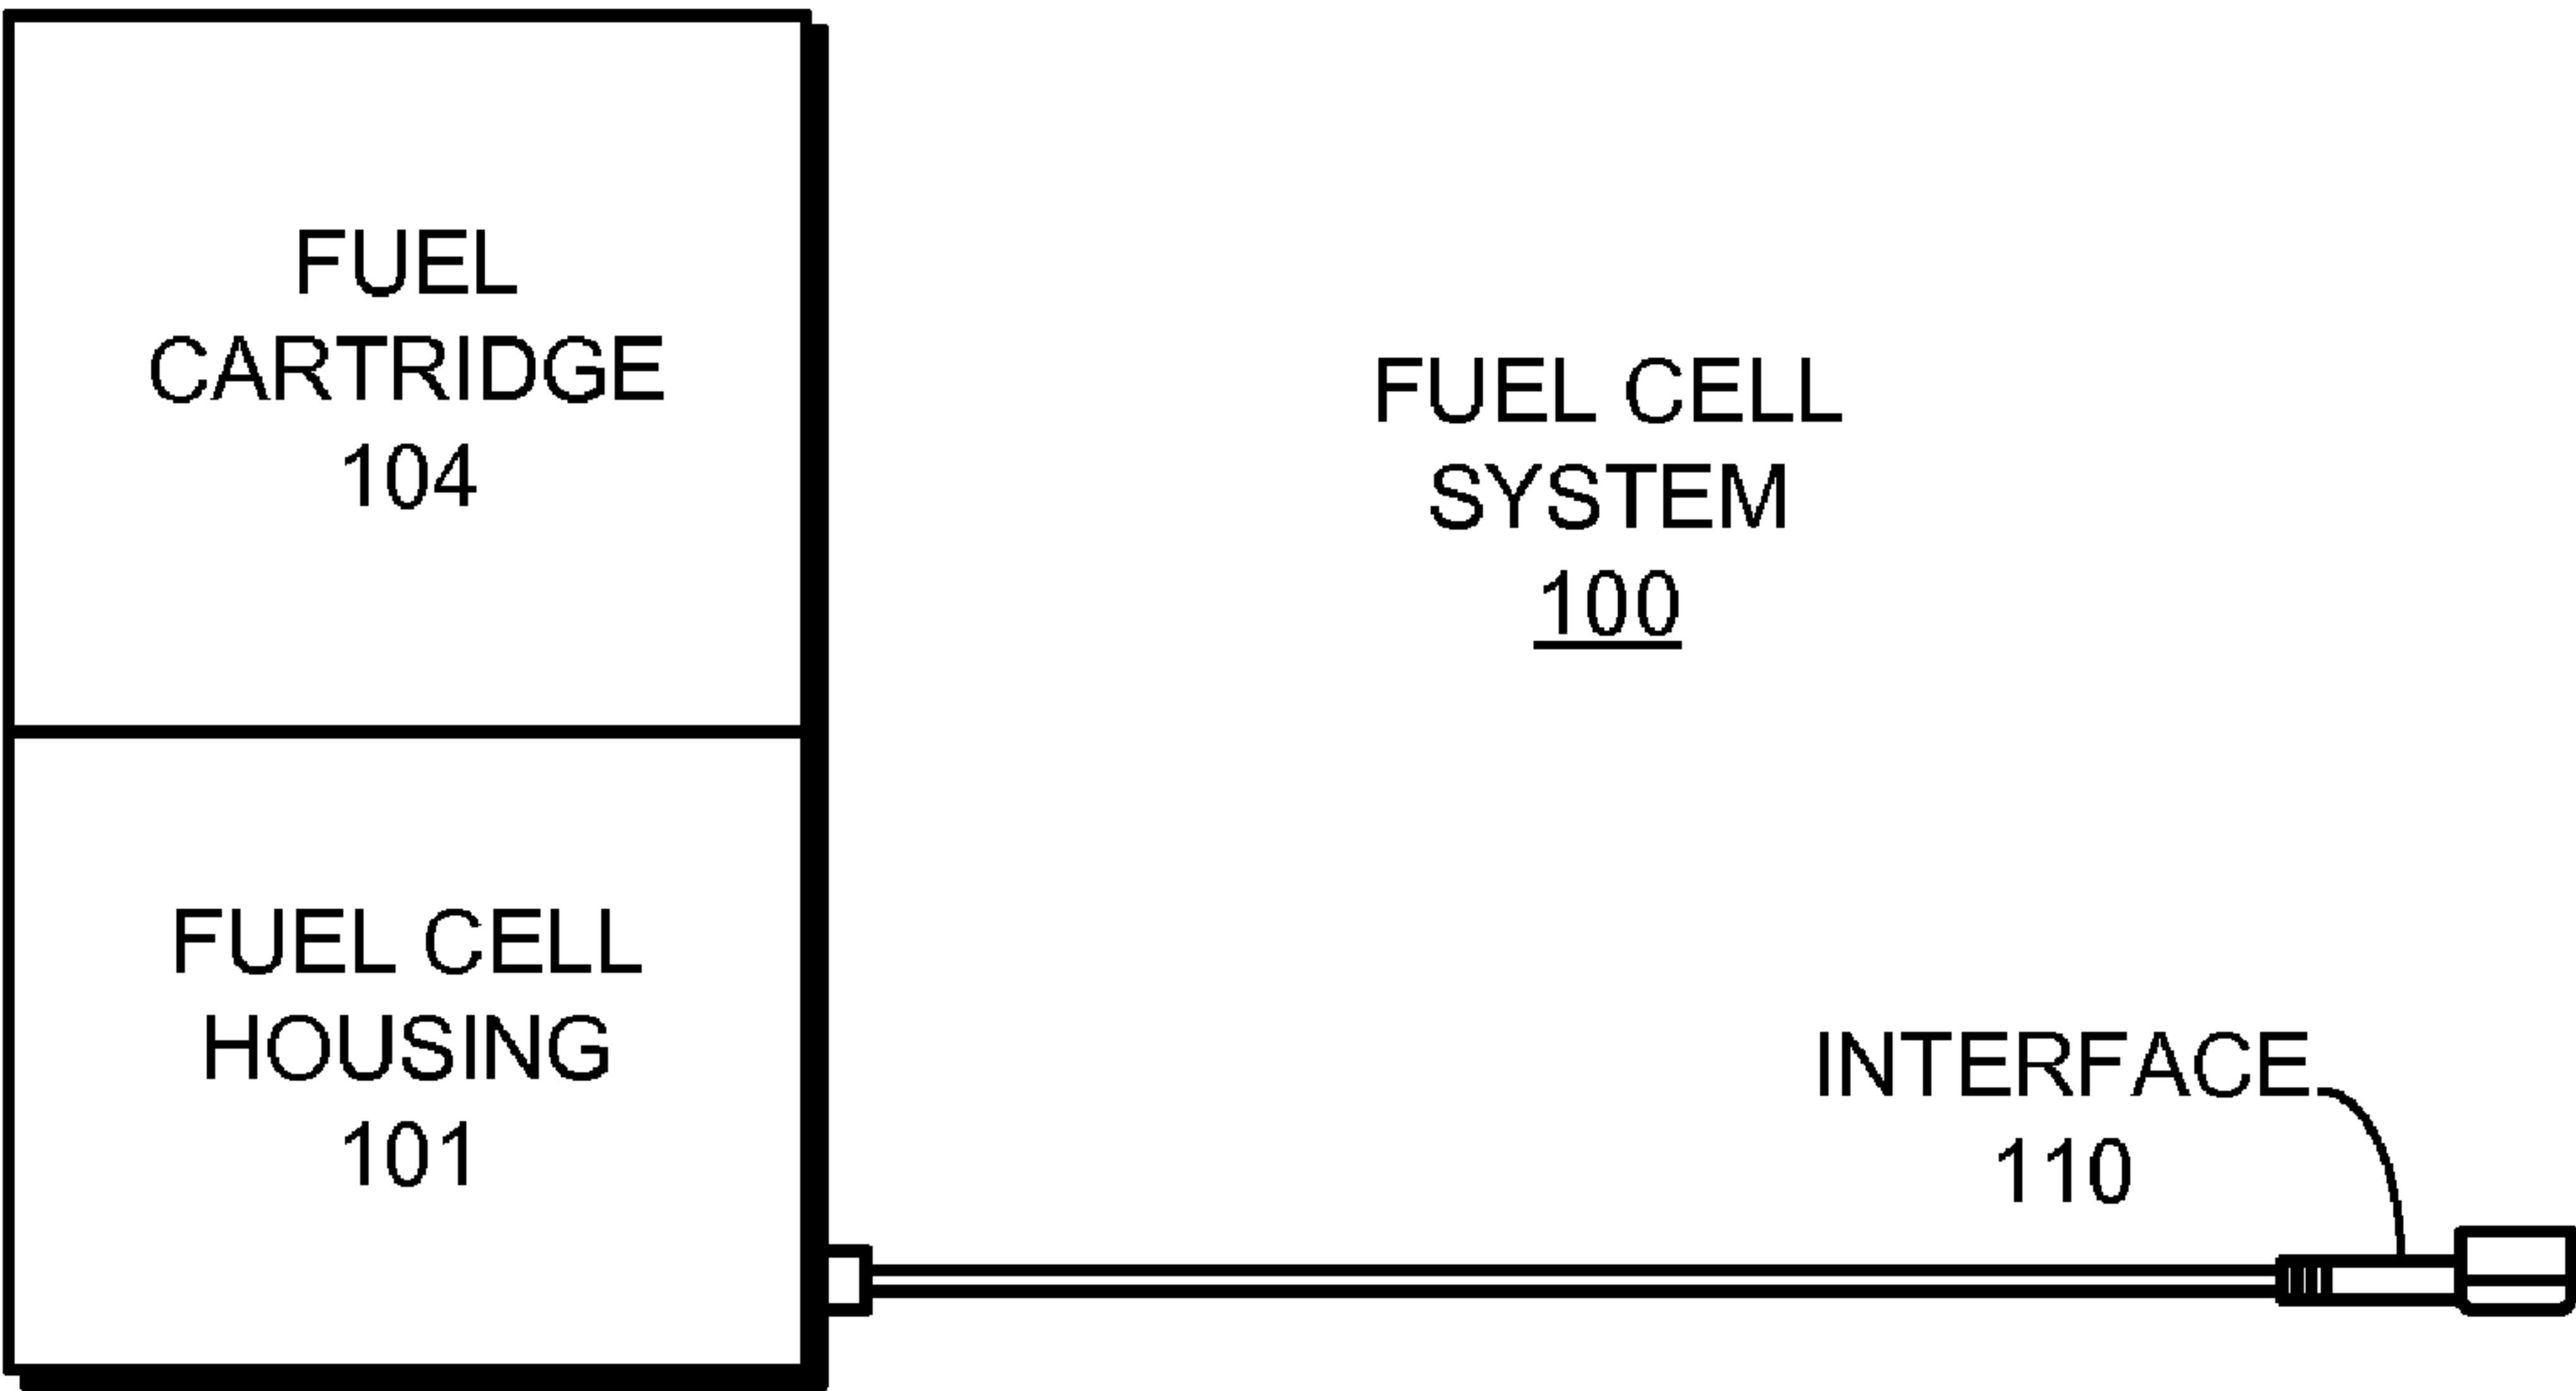 FUEL
CARTRIDGE
104
FUEL CELL
SYSTEM
100
FUEL CELL
HOUSING
101
INTERFACE
110